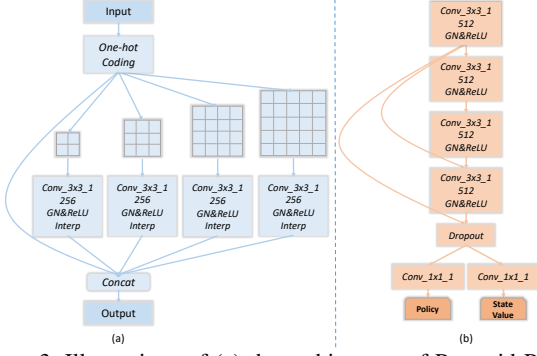 Input
One-hot
Coding
Conv_3x3_1
256
GN&ReLU
Interp
Conv_3x3_1
256
GN&ReLU
Interp
Conv_3x3_1
256
GN&ReLU
Interp
Conv_3x3_1
256
GN&ReLU
Interp
Concat
Output
(a)
Conv_3x3_1
512
GN&ReLU
Conv_3x3_1
512
GN&ReLU
Conv_3x3_1
512
GN&ReLU
Conv_3x3_1
512
GN&ReLU
Dropout
Conv_1x1_1
Conv_1x1_1
Policy
State
Value
(b)